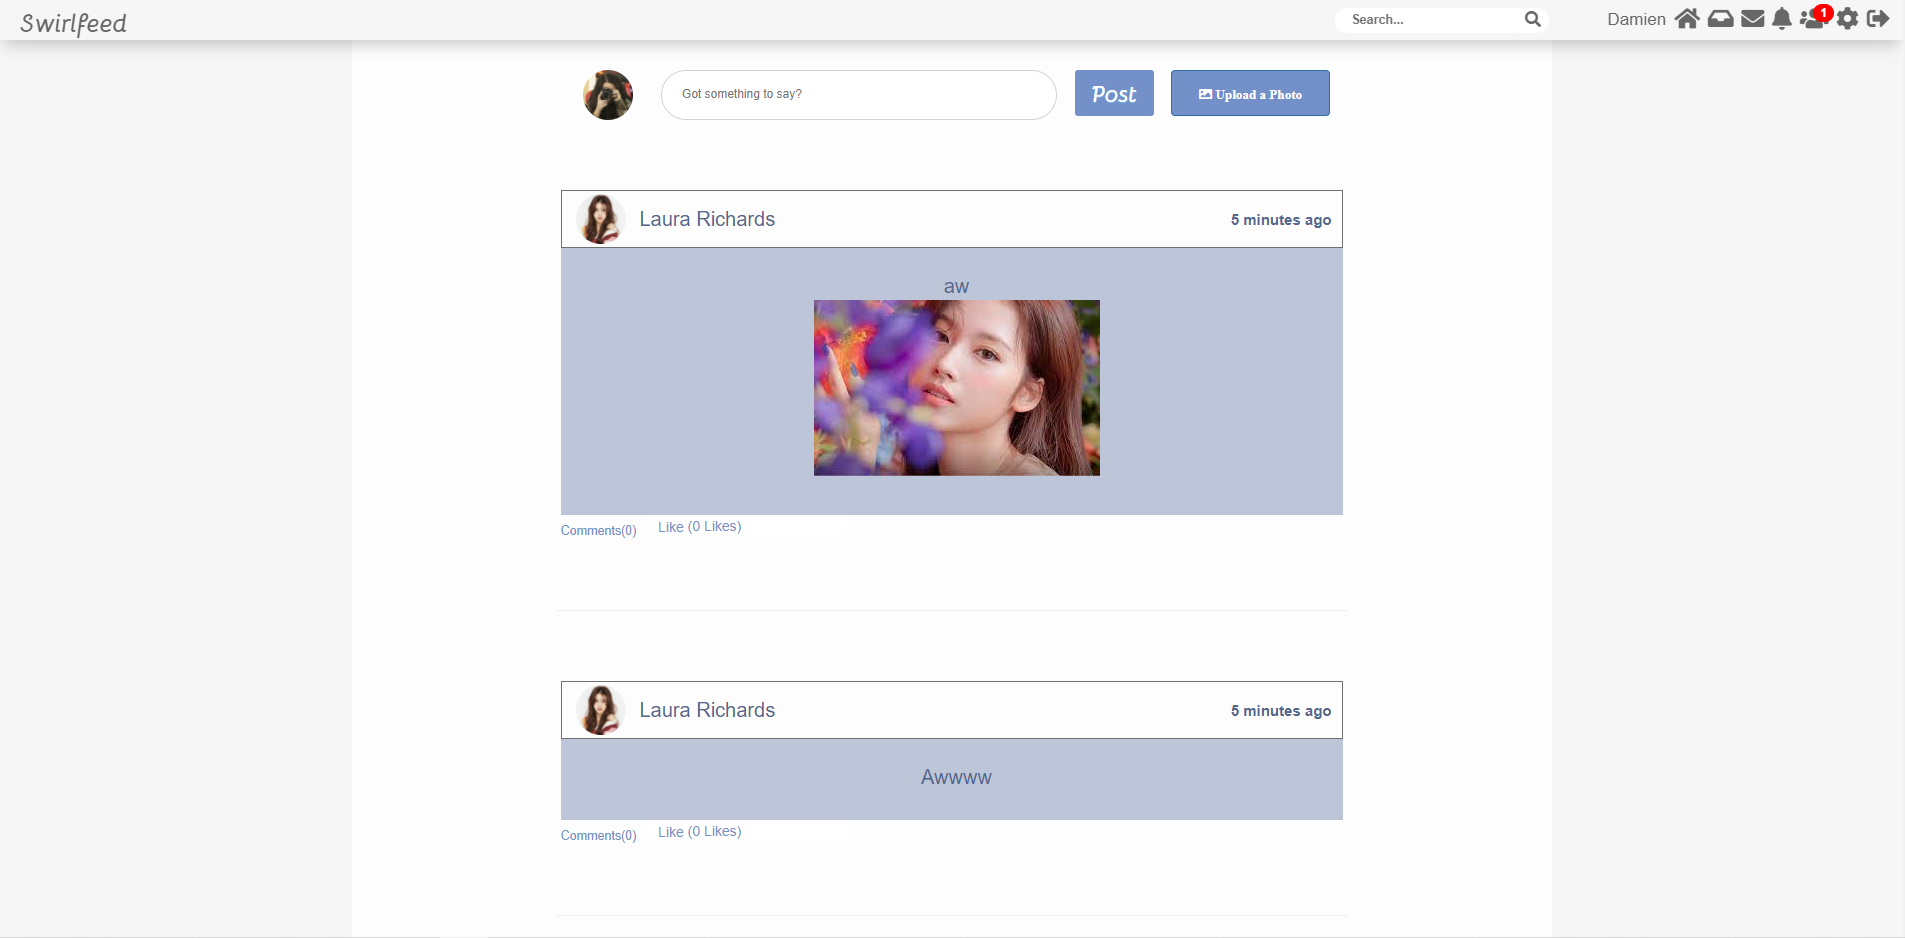 Swirlfeed
Search...
Damien
1
Got something to say?
Post
Upload a Photo
Laura Richards
5 minutes ago
aw
Comments(0)
Like (0 Likes)
Laura Richards
5 minutes ago
Awwww
Comments(0)
Like (0 Likes)